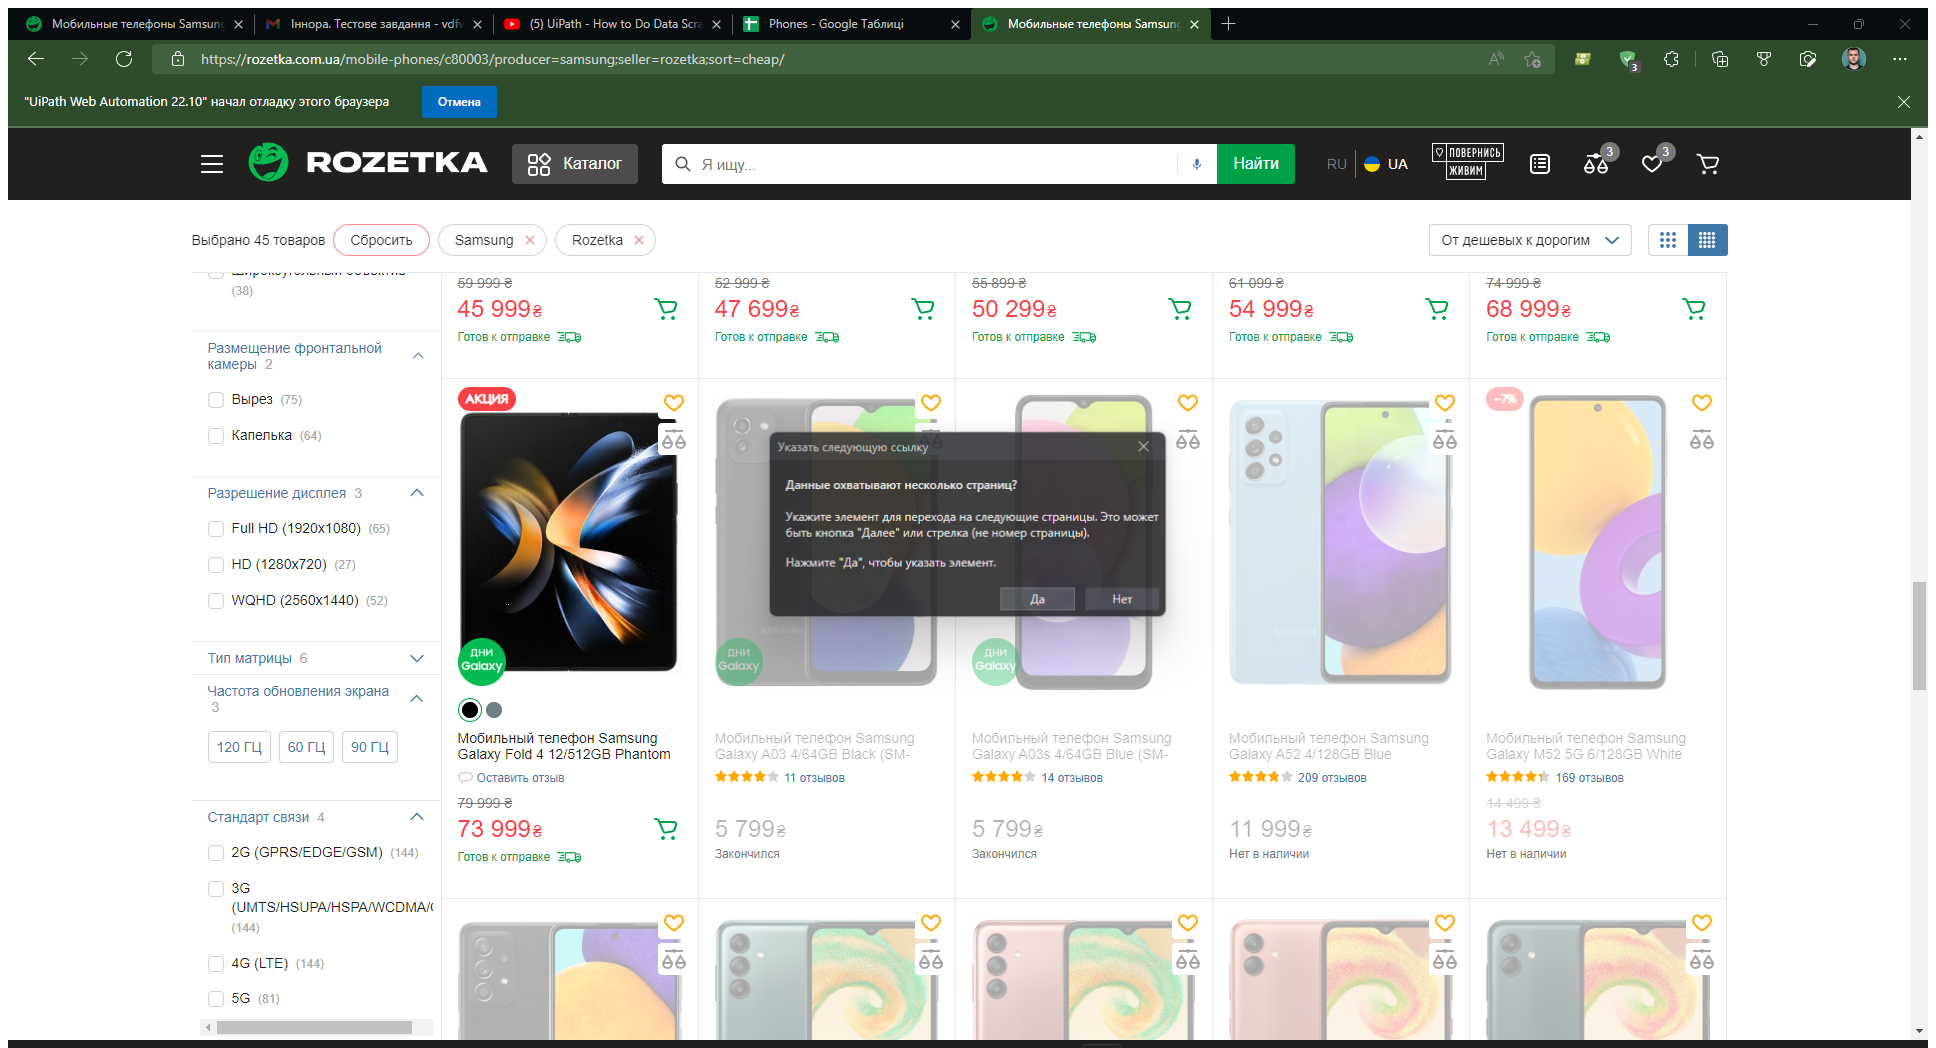 Мобильные телефоны Samsung
Іннора. Тестове завдання - vdfv
(5) UiPath - How to Do Data Scra
Phones - Google Таблиці
Мобильные телефоны Samsung
https://rozetka.com.ua/mobile-phones/c80003/producer=samsung;seller=rozetka;sort=cheap/
3
"UiPath Web Automation 22.10" начал отладку этого браузера
Отмена
ROZETKA
Каталог
Я ищу...
Найти
RU
UA
ПОВЕРНИСЬ
ЖИВИМ
3
3
Выбрано 45 товаров
Сбросить
Samsung
Rozetka
От дешевых к дорогим
Широкоугольный объектив
(38)
Размещение фронтальной
камеры 2
Вырез (75)
Капелька (64)
Разрешение дисплея 3
Full HD (1920x1080) (65)
HD (1280x720) (27)
WQHD (2560x1440) (52)
Тип матрицы 6
Частота обновления экрана
3
120 ГЦ
60 ГЦ
90 ГЦ
Стандарт связи 4
2G (GPRS/EDGE/GSM) (144)
3G
(UMTS/HSUPA/HSPA/WCDMA/
(144)
4G (LTE) (144)
5G (81)
59 999 ₴
45 999₴
Готов к отправке
52 999 ₴
47 699₴
Готов к отправке
55 899 ₴
50 299₴
Готов к отправке
61 099 ₴
54 999₴
Готов к отправке
74 999 ₴
68 999₴
Готов к отправке
АКЦИЯ
ДНИ
Galaxy
Мобильный телефон Samsung
Galaxy Fold 4 12/512GB Phantom
Оставить отзыв
79 999 ₴
73 999₴
Готов к отправке
SAMSUNG
ДНИ
Galaxy
Мобильный телефон Samsung
Galaxy A03 4/64GB Black (SM-
11 отзывов
5 799₴
Закончился
ДНИ
Galaxy
Мобильный телефон Samsung
Galaxy A03s 4/64GB Blue (SM-
14 отзывов
5 799₴
Закончился
SAMSUNG
Мобильный телефон Samsung
Galaxy A52 4/128GB Blue
209 отзывов
11 999₴
Нет в наличии
-7%
Мобильный телефон Samsung
Galaxy M52 5G 6/128GB White
169 отзывов
14 499 ₴
13 499₴
Нет в наличии
Указать следующую ссылку
Данные охватывают несколько страниц?
Укажите элемент для перехода на следующие страницы. Это может
быть кнопка "Далее" или стрелка (не номер страницы).
Нажмите "Да", чтобы указать элемент.
Да
Нет